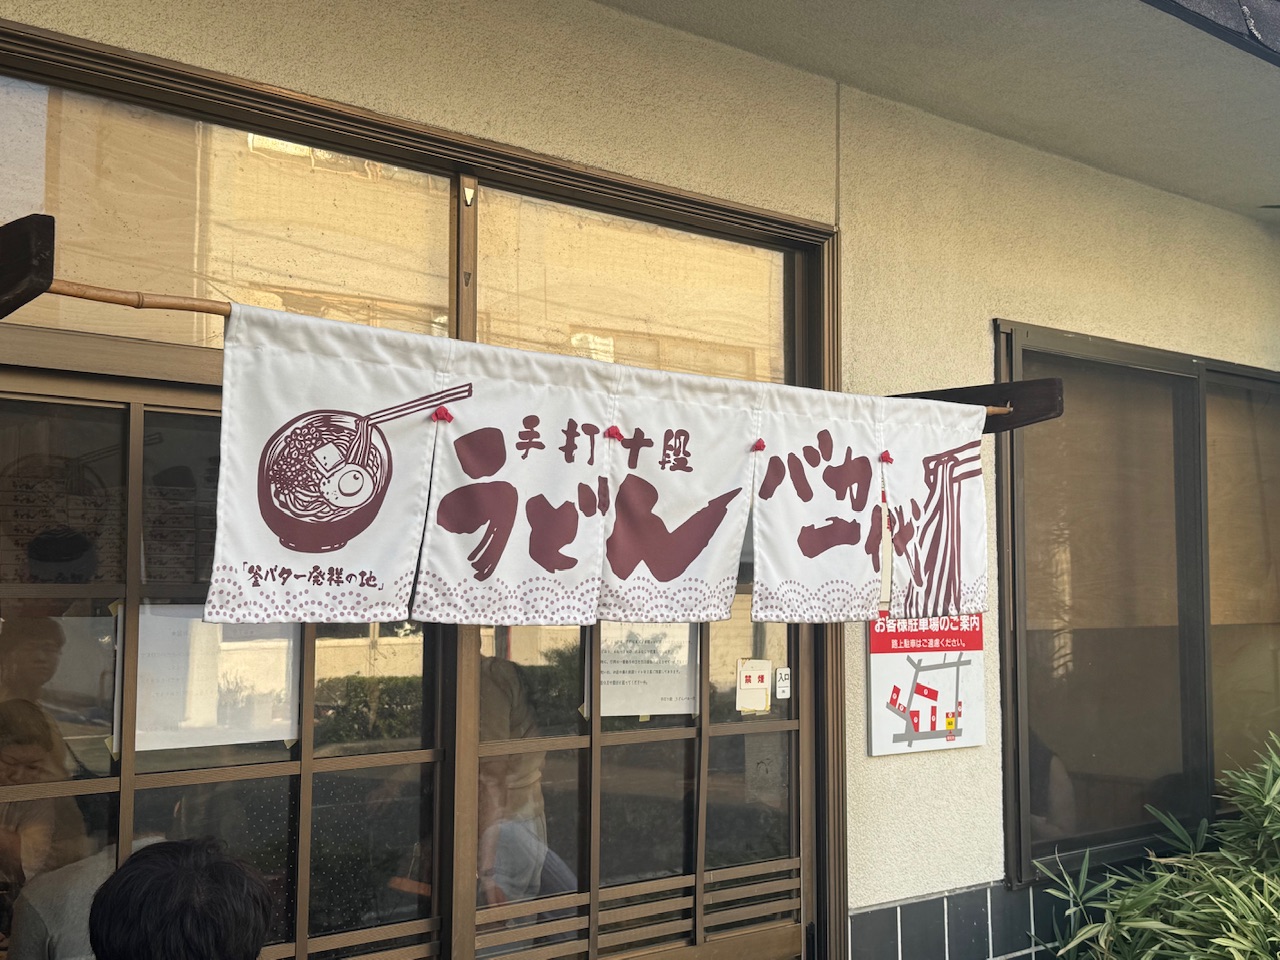 手打十段
うどん
バカ
一代
「釜バター発祥の地」
お客様駐車場のご案内
路上駐車はご遠慮ください。
禁煙
入口